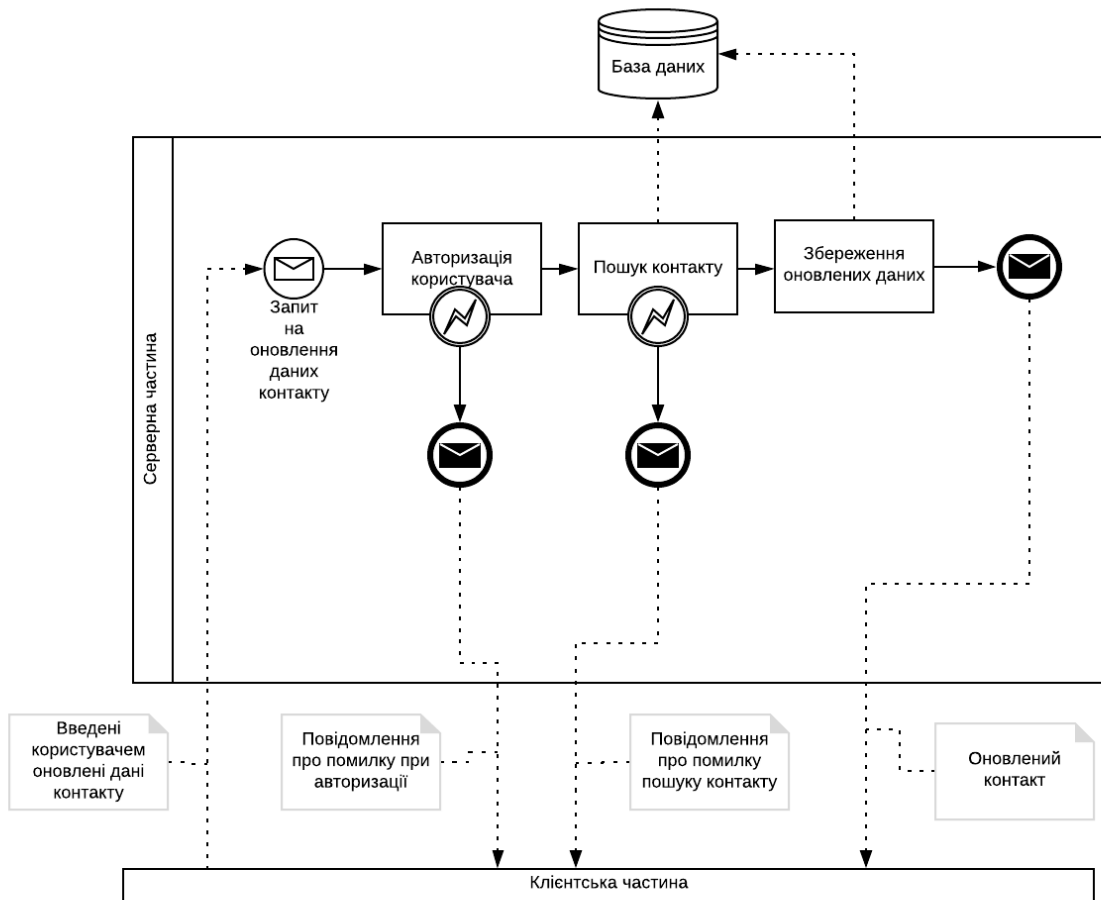 База даних
Серверна частина
Запит
на
оновлення
даних
контакту
Авторизація
користувача
Пошук контакту
Збереження
оновлених даних
Введені
користувачем
оновлені дані
контакту
Повідомлення
про помилку при
авторизації
Повідомлення
про помилку
пошуку контакту
Оновлений
контакт
Клієнтська частина